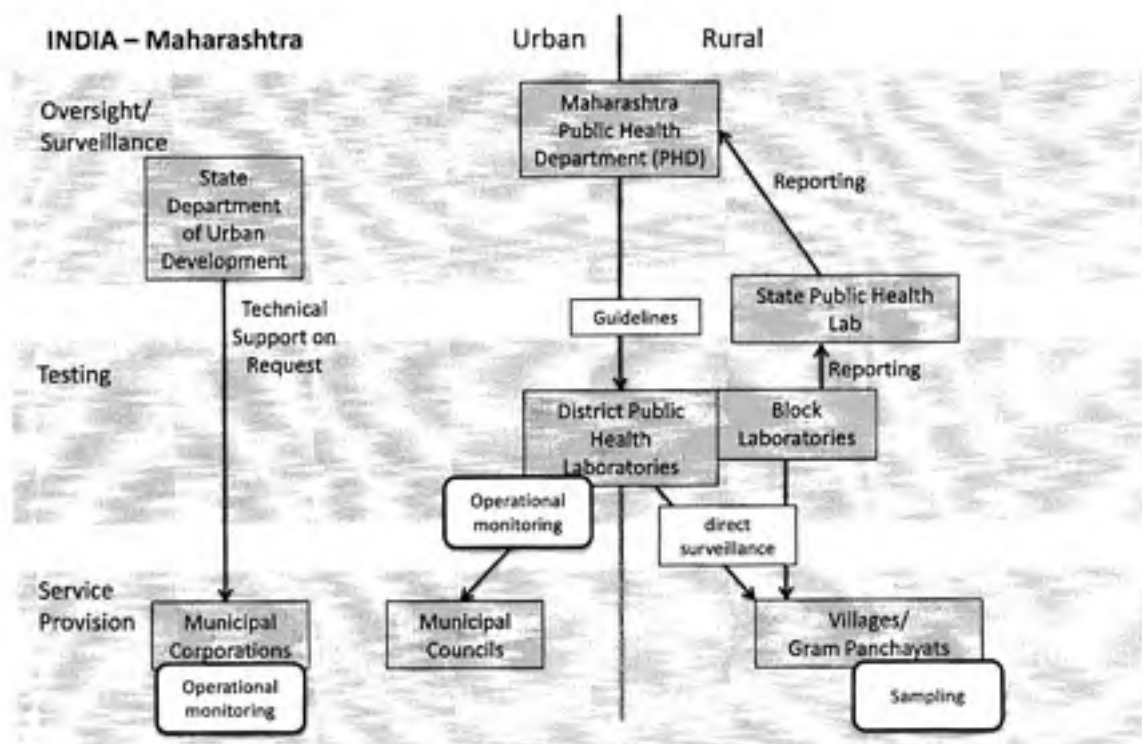 INDIA – Maharashtra
Urban
Rural
Oversight/
Surveillance
Maharashtra
Public Health
Department (PHD)
State
Department
of Urban
Development
Reporting
State Public Health
Lab
Technical
Support on
Request
Guidelines
Testing
Reporting
District Public
Health
Laboratories
Block
Laboratories
Operational
monitoring
direct
surveillance
Service
Provision
Municipal
Corporations
Municipal
Councils
Villages/
Gram Panchayats
Operational
monitoring
Sampling